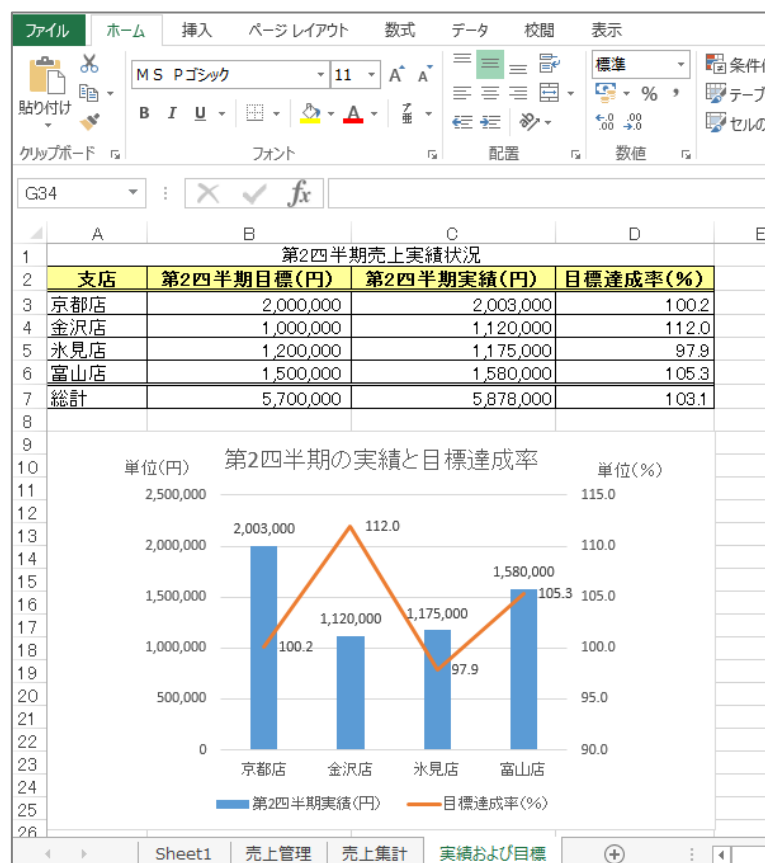 ファイル ホーム 挿入 ページ レイアウト 数式 データ 校閲 表示
MS Pゴシック 11 A A 標準
貼り付け B I U A 亜 % ,
クリップボード フォント 配置 数値
G34 fx
A B C D E
1 第2四半期売上実績状況
2 支店 第2四半期目標(円) 第2四半期実績(円) 目標達成率(%)
3 京都店 2,000,000 2,003,000 100.2
4 金沢店 1,000,000 1,120,000 112.0
5 氷見店 1,200,000 1,175,000 97.9
6 富山店 1,500,000 1,580,000 105.3
7 総計 5,700,000 5,878,000 103.1
8
9
10
11
12
13
14
15
16
17
18
19
20
21
22
23
24
25
26
第2四半期の実績と目標達成率
単位(円) 単位(%)
2,500,000 115.0
2,003,000 112.0
2,000,000 110.0
1,580,000
1,500,000 105.3 105.0
1,120,000 1,175,000
1,000,000 100.2 100.0
97.9
500,000 95.0
0 90.0
京都店 金沢店 氷見店 富山店
第2四半期実績(円) 目標達成率(%)
Sheet1 売上管理 売上集計 実績および目標